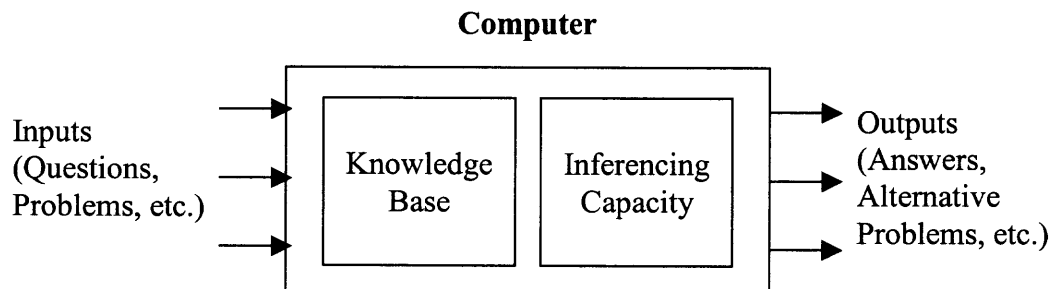 Computer
Inputs
(Questions,
Problems, etc.)
Knowledge
Base
Inferencing
Capacity
Outputs
(Answers,
Alternative
Problems, etc.)